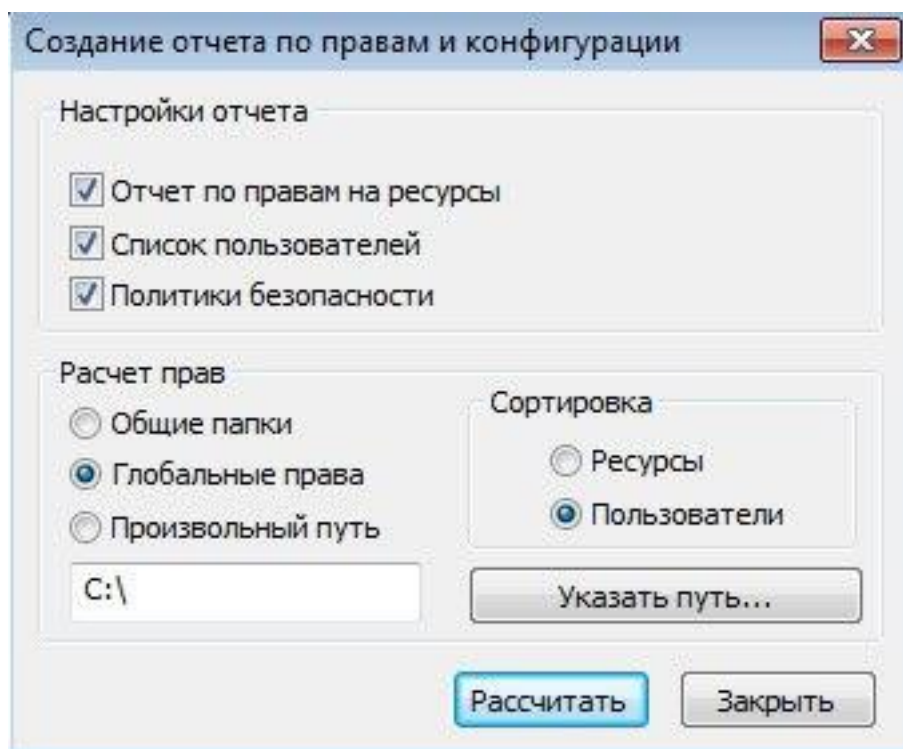 Создание отчета по правам и конфигурации
Настройки отчета
Отчет по правам на ресурсы
Список пользователей
Политики безопасности
Расчет прав
Общие папки
Глобальные права
Произвольный путь
C:\
Сортировка
Ресурсы
Пользователи
Указать путь...
Рассчитать
Закрыть